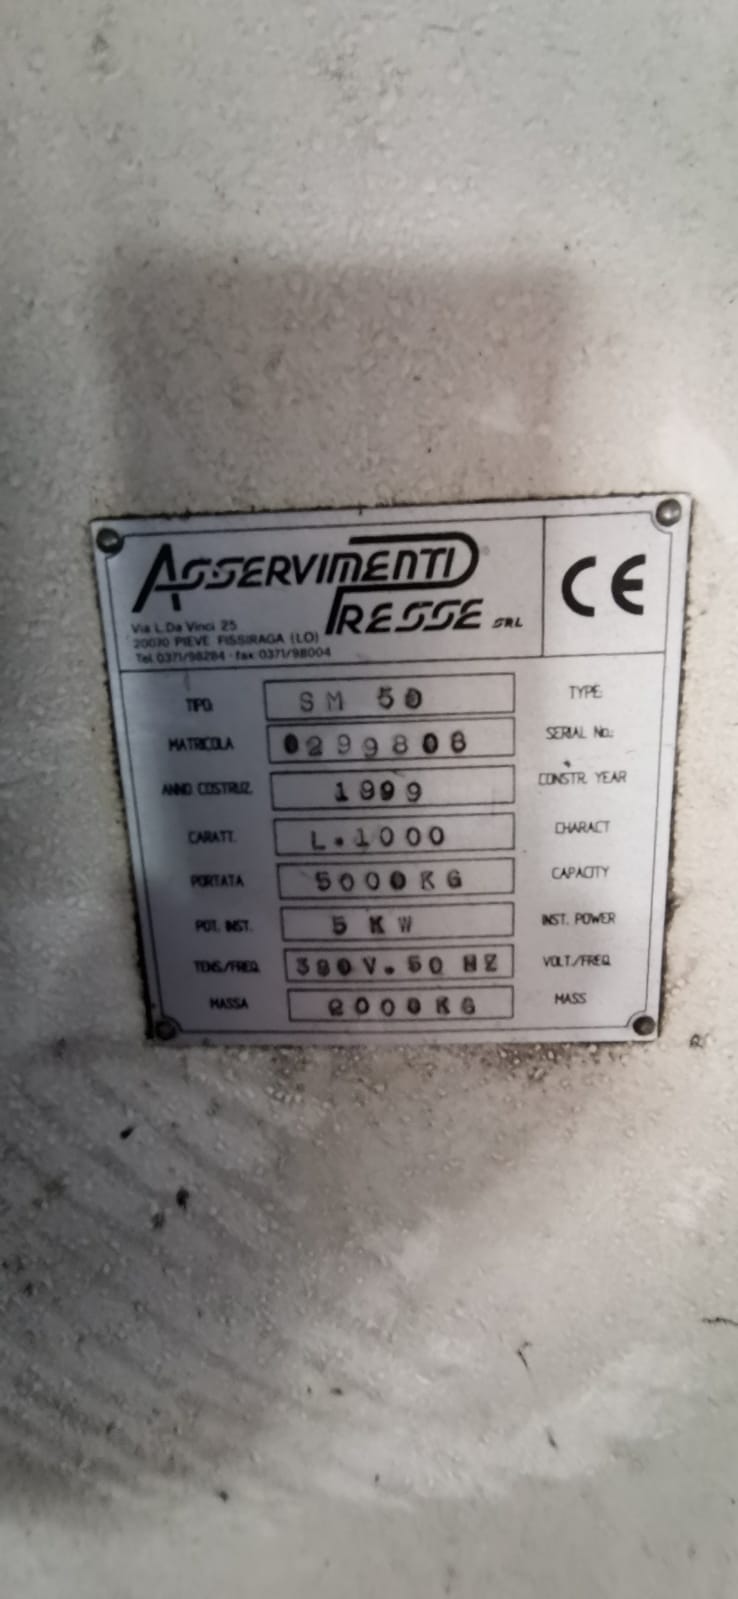 ASSERVIMENTI
PRESSE SRL
CE
Via L.Da Vinci 25
20070 PIEVE FISSIRAGA (LO)
Tel. 0371/98284 - fax 0371/98004
TIPO SM 50 TYPE
MATRICOLA 0299808 SERIAL No.:
ANNO COSTRUZ. 1999 CONSTR. YEAR
CARATT. L.1000 CHARACT
PORTATA 5000KG CAPACITY
POT. INST. 5 KW INST. POWER
TENS/FREQ. 380V.50 HZ VOLT./FREQ.
MASSA 2000KG MASS